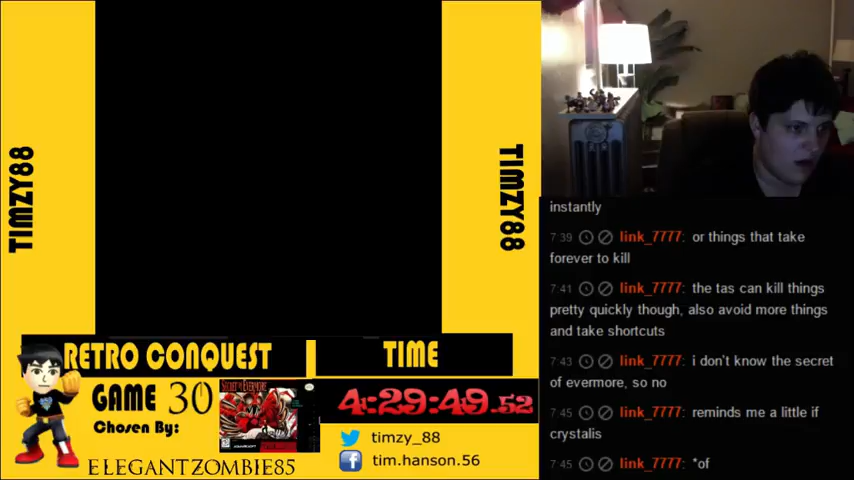 TIMZY88
TIMZY88
instantly
7:39 link_7777: or things that take
forever to kill
7:41 link_7777: the tas can kill things
pretty quickly though, also avoid more things
and take shortcuts
7:43 link_7777: i don't know the secret
of evermore, so no
7:45 link_7777: reminds me a little if
crystalis
7:45 link_7777: *of
RETRO CONQUEST
TIME
GAME 30
Chosen By:
ELEGANTZOMBIE85
SECRET OF EVERMORE
4:29:49.52
timzy_88
tim.hanson.56